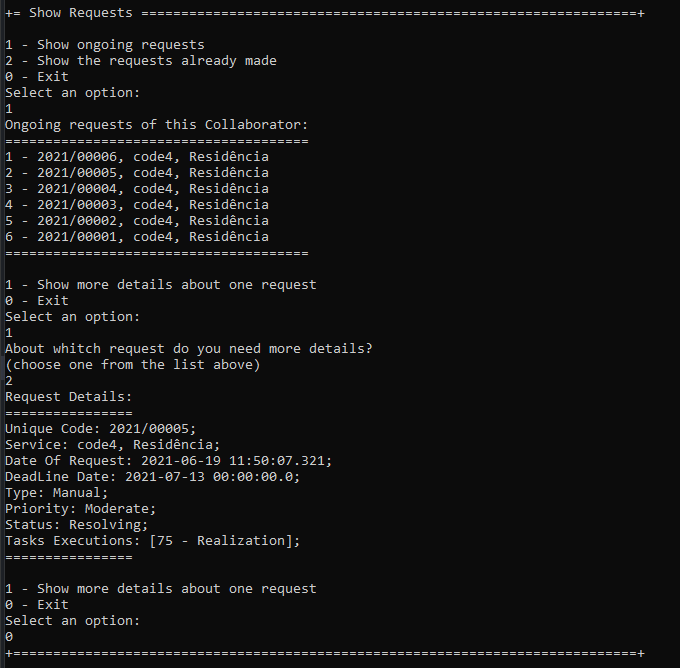 += Show Requests ==============================================================+
1 - Show ongoing requests
2 - Show the requests already made
0 - Exit
Select an option:
1
Ongoing requests of this Collaborator:
======================================
1 - 2021/00006, code4, Residência
2 - 2021/00005, code4, Residência
3 - 2021/00004, code4, Residência
4 - 2021/00003, code4, Residência
5 - 2021/00002, code4, Residência
6 - 2021/00001, code4, Residência
======================================
1 - Show more details about one request
0 - Exit
Select an option:
1
About whitch request do you need more details?
(choose one from the list above)
2
Request Details:
================
Unique Code: 2021/00005;
Service: code4, Residência;
Date Of Request: 2021-06-19 11:50:07.321;
DeadLine Date: 2021-07-13 00:00:00.0;
Type: Manual;
Priority: Moderate;
Status: Resolving;
Tasks Executions: [75 - Realization];
================
1 - Show more details about one request
0 - Exit
Select an option:
0
+==============================================================================+